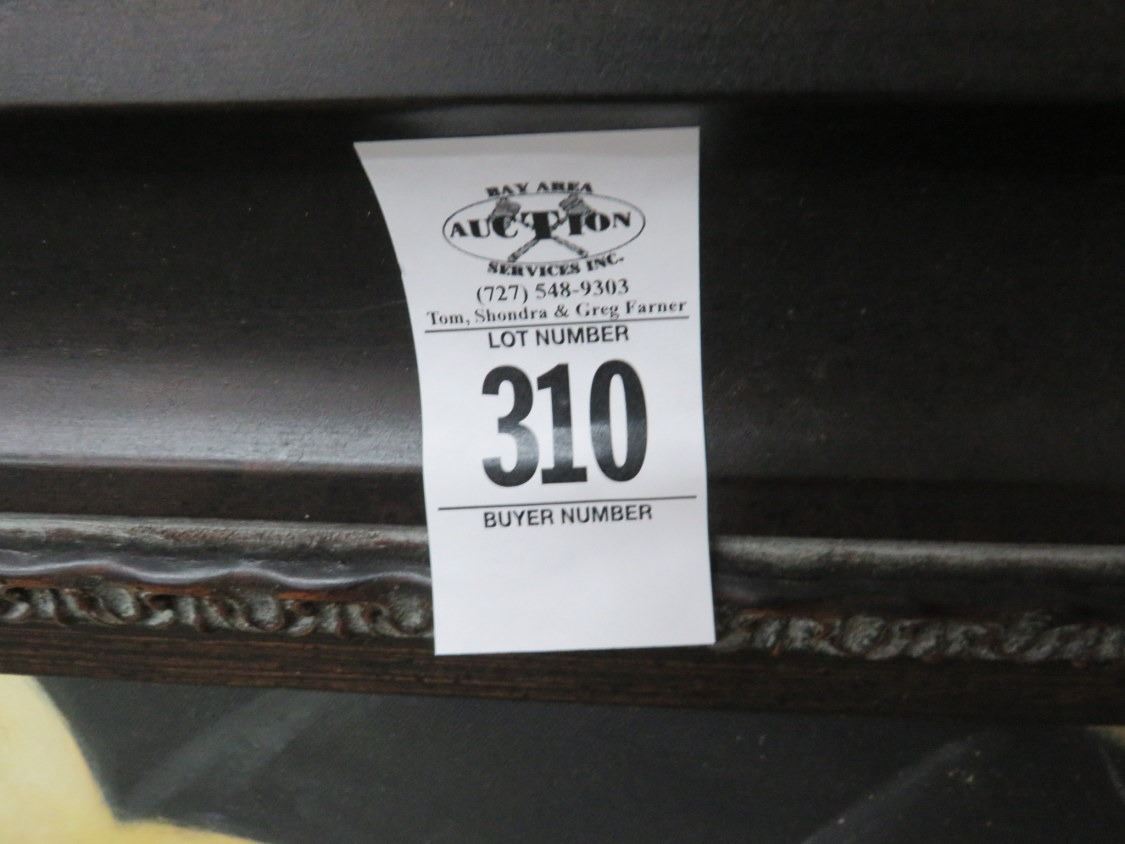 BAY AREA
AUCTION
SERVICES INC.
(727) 548-9303
Tom, Shondra & Greg Farner
LOT NUMBER
310
BUYER NUMBER